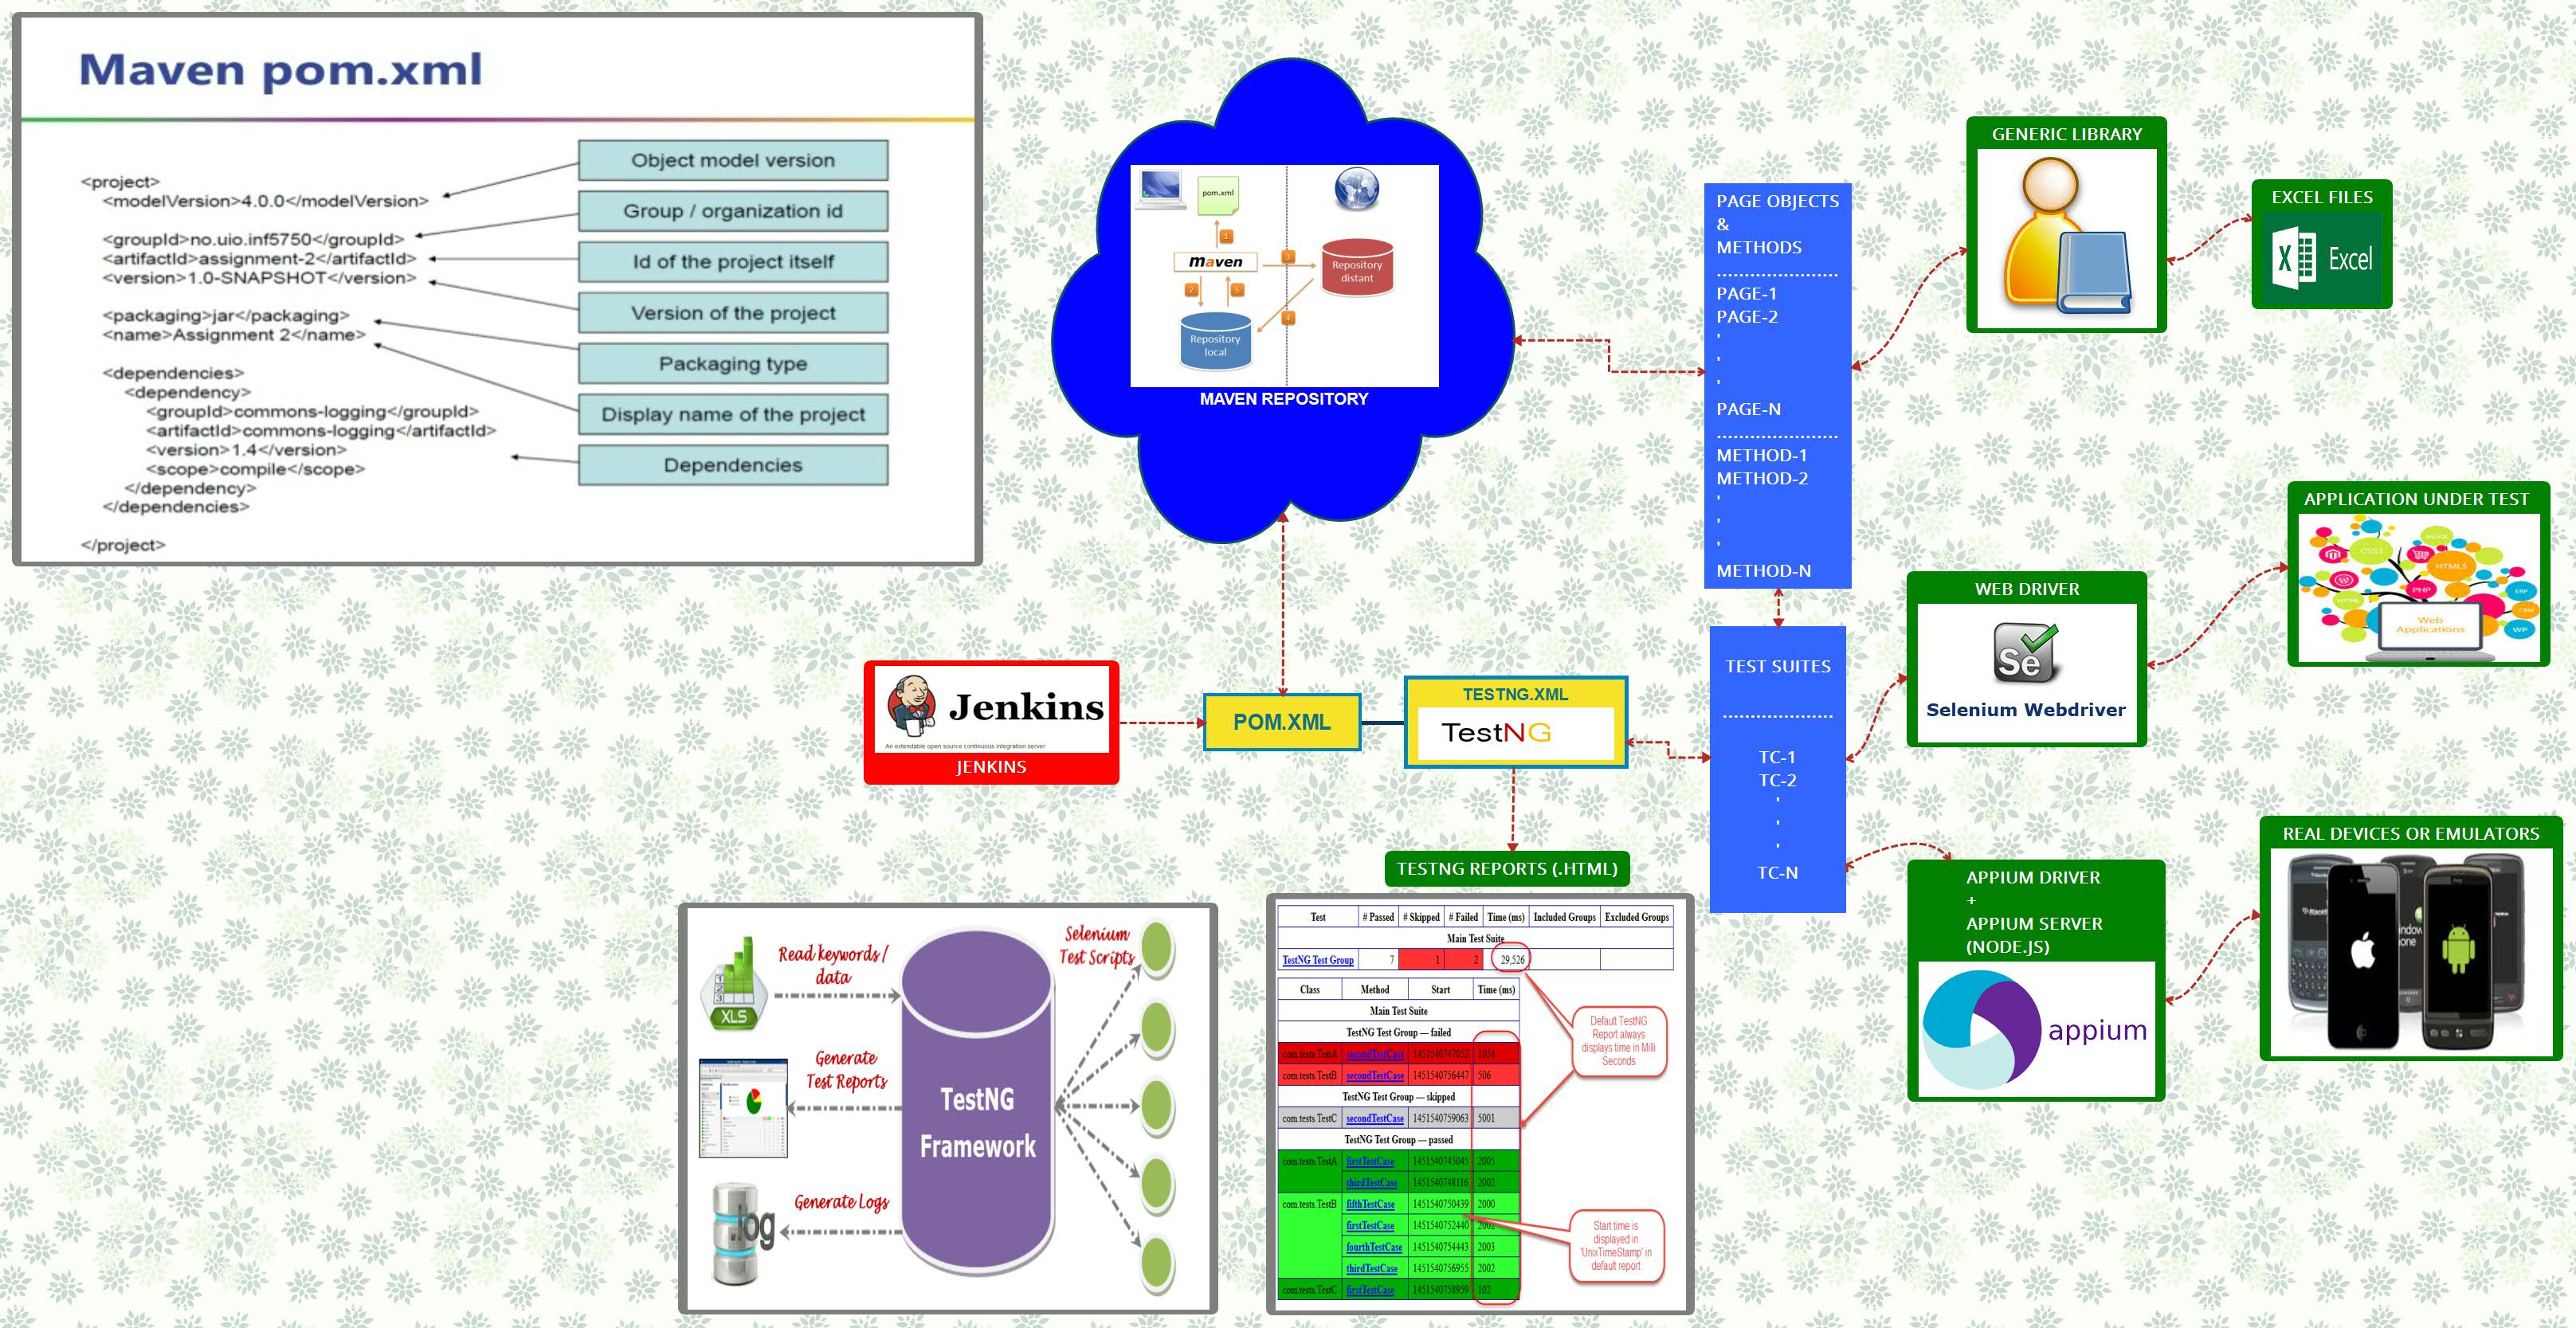 Maven pom.xml
<project>
<modelVersion>4.0.0</modelVersion>
<groupId>no.uio.inf5750</groupId>
<artifactId>assignment-2</artifactId>
<version>1.0-SNAPSHOT</version>
<packaging>jar</packaging>
<name>Assignment 2</name>
<dependencies>
<dependency>
<groupId>commons-logging</groupId>
<artifactId>commons-logging</artifactId>
<version>1.4</version>
<scope>compile</scope>
</dependency>
</dependencies>
</project>
Object model version
Group / organization id
Id of the project itself
Version of the project
Packaging type
Display name of the project
Dependencies
pom.xml
1
maven
3
Repository
distant
2
5
4
Repository
local
MAVEN REPOSITORY
PAGE OBJECTS
&
METHODS
......................
PAGE-1
PAGE-2
'
'
'
PAGE-N
......................
METHOD-1
METHOD-2
'
'
'
METHOD-N
GENERIC LIBRARY
EXCEL FILES
X
Excel
APPLICATION UNDER TEST
CSS3
MySQL
HTML5
PHP
ERP
CRM
WP
Web
Applications
WEB DRIVER
Se
Selenium Webdriver
TEST SUITES
....................
TC-1
TC-2
'
'
'
TC-N
Jenkins
An extendable open source continuous integration server
JENKINS
POM.XML
TESTNG.XML
TestNG
TESTNG REPORTS (.HTML)
APPIUM DRIVER
+
APPIUM SERVER
(NODE.JS)
appium
REAL DEVICES OR EMULATORS
XLS
Read keywords/
data
Generate
Test Reports
Generate Logs
.log
TestNG
Framework
Selenium
Test Scripts
Test # Passed # Skipped # Failed Time (ms) Included Groups Excluded Groups
Main Test Suite
TestNG Test Group 7 1 2 29,526
Class Method Start Time (ms)
Main Test Suite
TestNG Test Group — failed
com.tests.TestA secondTestCase 1451540747052 1054
com.tests.TestB secondTestCase 1451540756447 506
TestNG Test Group — skipped
com.tests.TestC secondTestCase 1451540759063 5001
TestNG Test Group — passed
com.tests.TestA firstTestCase 1451540745045 2005
thirdTestCase 1451540748116 2002
com.tests.TestB fifthTestCase 1451540750439 2000
firstTestCase 1451540752440 2002
fourthTestCase 1451540754443 2003
thirdTestCase 1451540756955 2002
com.tests.TestC firstTestCase 1451540758959 102
Default TestNG
Report always
displays time in Milli
Seconds
Start time is
displayed in
'UnixTimeStamp' in
default report